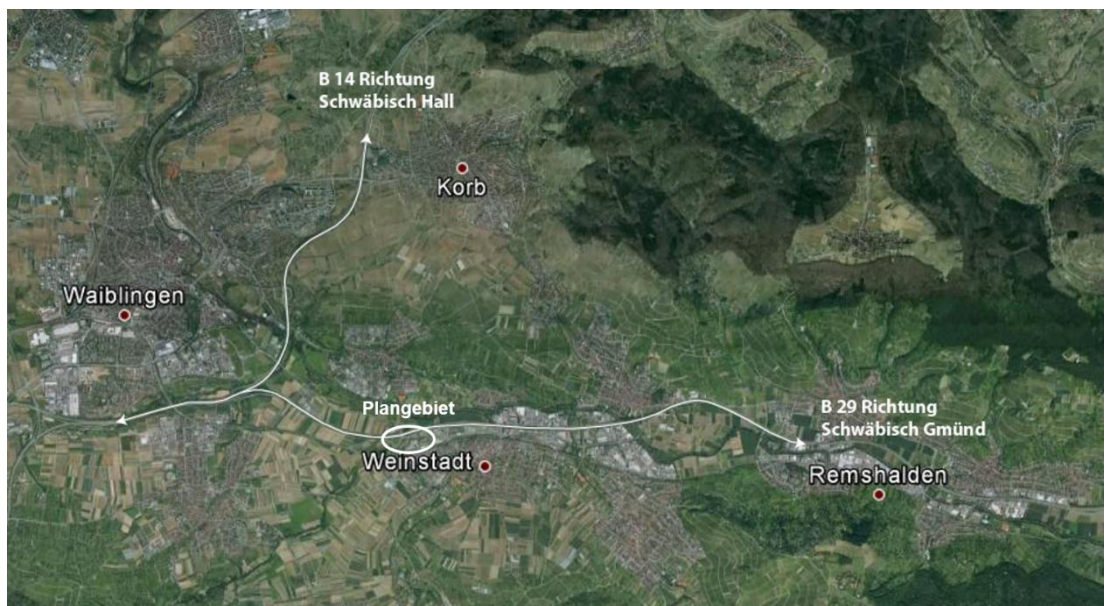 B 14 Richtung
Schwäbisch Hall
Korb
Waiblingen
Plangebiet
B 29 Richtung
Schwäbisch Gmünd
Weinstadt
Remshalden